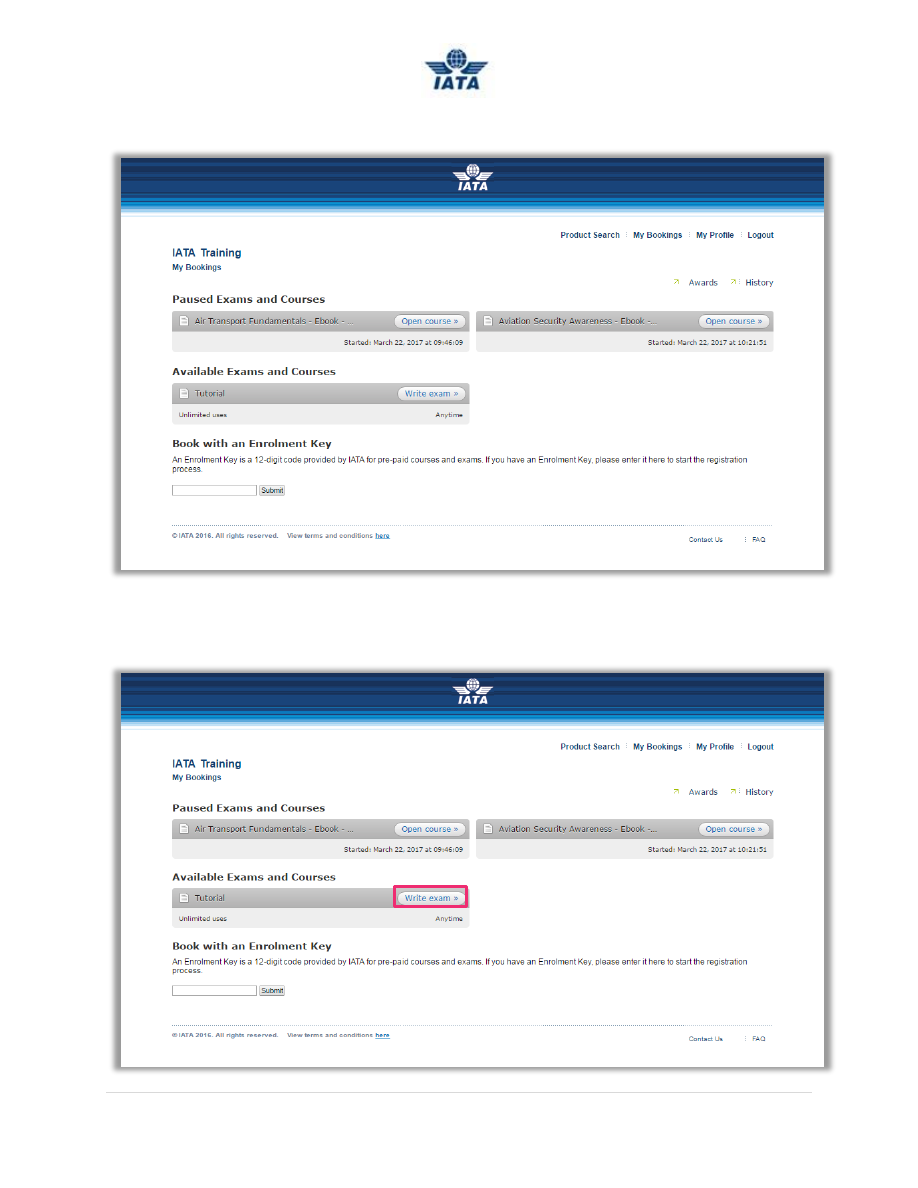 IATA
IATA
Product Search My Bookings My Profile Logout
IATA Training
My Bookings
Awards History
Paused Exams and Courses
Air Transport Fundamentals - Ebook - ... Open course » Aviation Security Awareness - Ebook -... Open course »
Started: March 22, 2017 at 09:46:09 Started: March 22, 2017 at 10:21:51
Available Exams and Courses
Tutorial Write exam »
Unlimited uses Anytime
Book with an Enrolment Key
An Enrolment Key is a 12-digit code provided by IATA for pre-paid courses and exams. If you have an Enrolment Key, please enter it here to start the registration
process.
Submit
© IATA 2016. All rights reserved. View terms and conditions here
Contact Us FAQ
IATA
Product Search My Bookings My Profile Logout
IATA Training
My Bookings
Awards History
Paused Exams and Courses
Air Transport Fundamentals - Ebook - ... Open course » Aviation Security Awareness - Ebook -... Open course »
Started: March 22, 2017 at 09:46:09 Started: March 22, 2017 at 10:21:51
Available Exams and Courses
Tutorial Write exam »
Unlimited uses Anytime
Book with an Enrolment Key
An Enrolment Key is a 12-digit code provided by IATA for pre-paid courses and exams. If you have an Enrolment Key, please enter it here to start the registration
process.
Submit
© IATA 2016. All rights reserved. View terms and conditions here
Contact Us FAQ